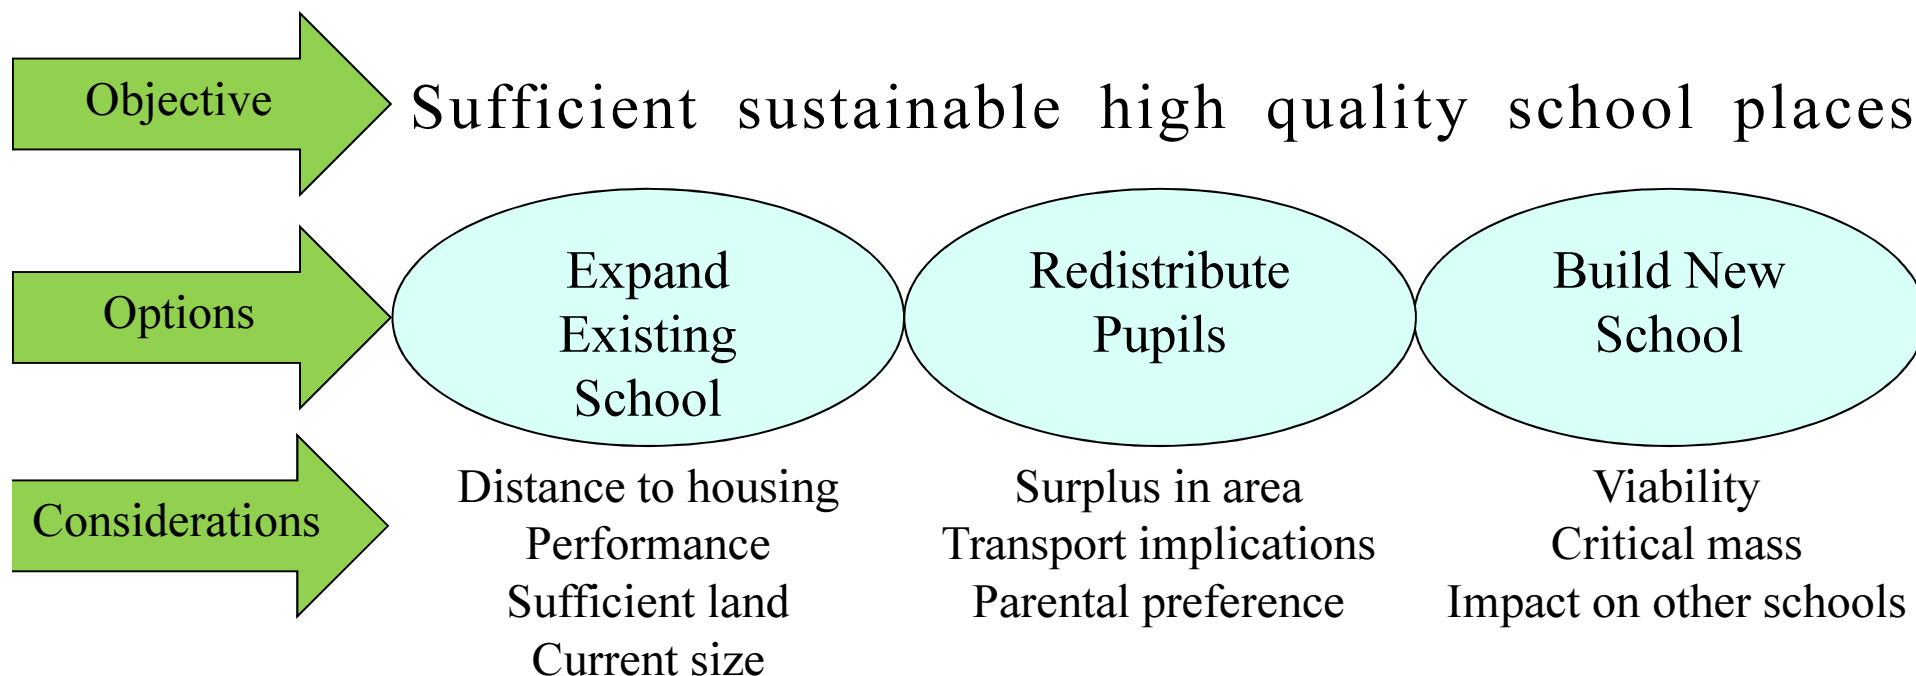 Objective
Sufficient sustainable high quality school places
Options
Expand
Existing
School
Redistribute
Pupils
Build New
School
Considerations
Distance to housing
Performance
Sufficient land
Current size
Surplus in area
Transport implications
Parental preference
Viability
Critical mass
Impact on other schools